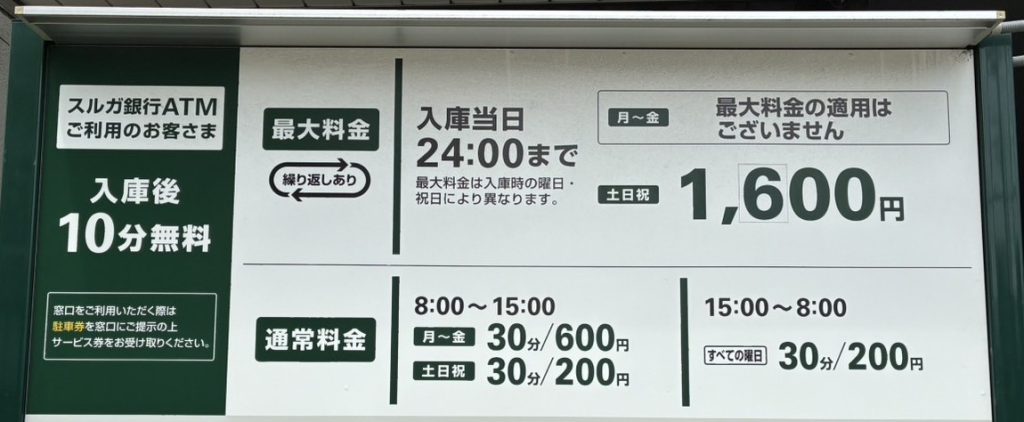 スルガ銀行ATM
ご利用のお客さま
入庫後
10分無料
窓口をご利用いただく際は
駐車券を窓口にご提示の上
サービス券をお受け取りください。
最大料金
繰り返しあり
入庫当日
24:00まで
最大料金は入庫時の曜日・
祝日により異なります。
月～金
最大料金の適用は
ございません
土日祝
1,600円
通常料金
8:00～15:00
月～金 30分/600円
土日祝 30分/200円
15:00～8:00
すべての曜日 30分/200円